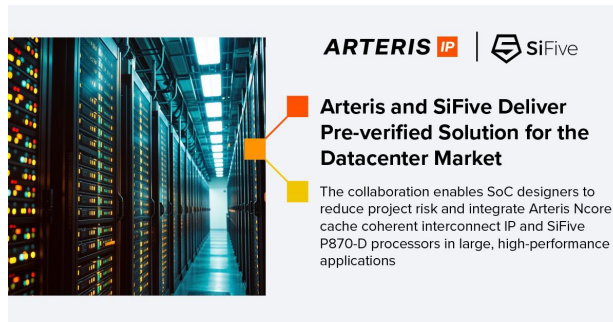 ARTERIS IP SiFive
Arteris and SiFive Deliver
Pre-verified Solution for the
Datacenter Market
The collaboration enables SoC designers to
reduce project risk and integrate Arteris Ncore
cache coherent interconnect IP and SiFive
P870-D processors in large, high-performance
applications